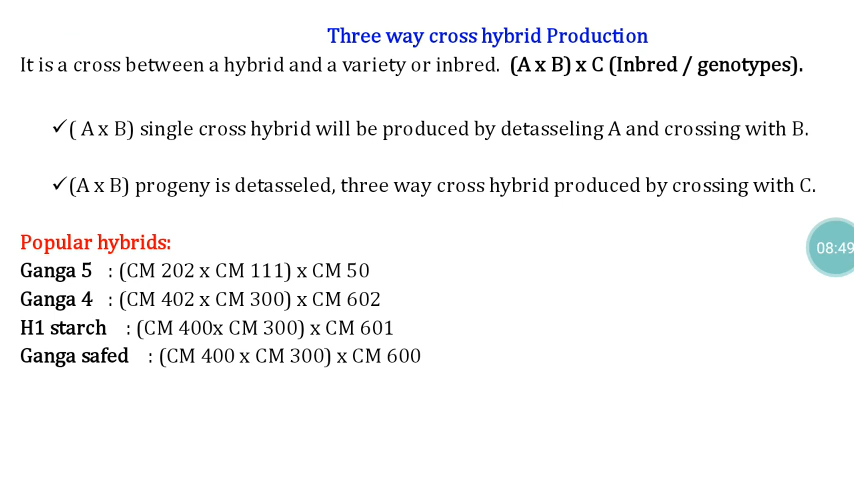 Three way cross hybrid Production
It is a cross between a hybrid and a variety or inbred. (A x B) x C (Inbred / genotypes).
✓( A x B) single cross hybrid will be produced by detasseling A and crossing with B.
✓(A x B) progeny is detasseled, three way cross hybrid produced by crossing with C.
Popular hybrids:
08:49
Ganga 5 : (CM 202 x CM 111) x CM 50
Ganga 4 : (CM 402 x CM 300) x CM 602
H1 starch : (CM 400x CM 300) x CM 601
Ganga safed : (CM 400 x CM 300) x CM 600